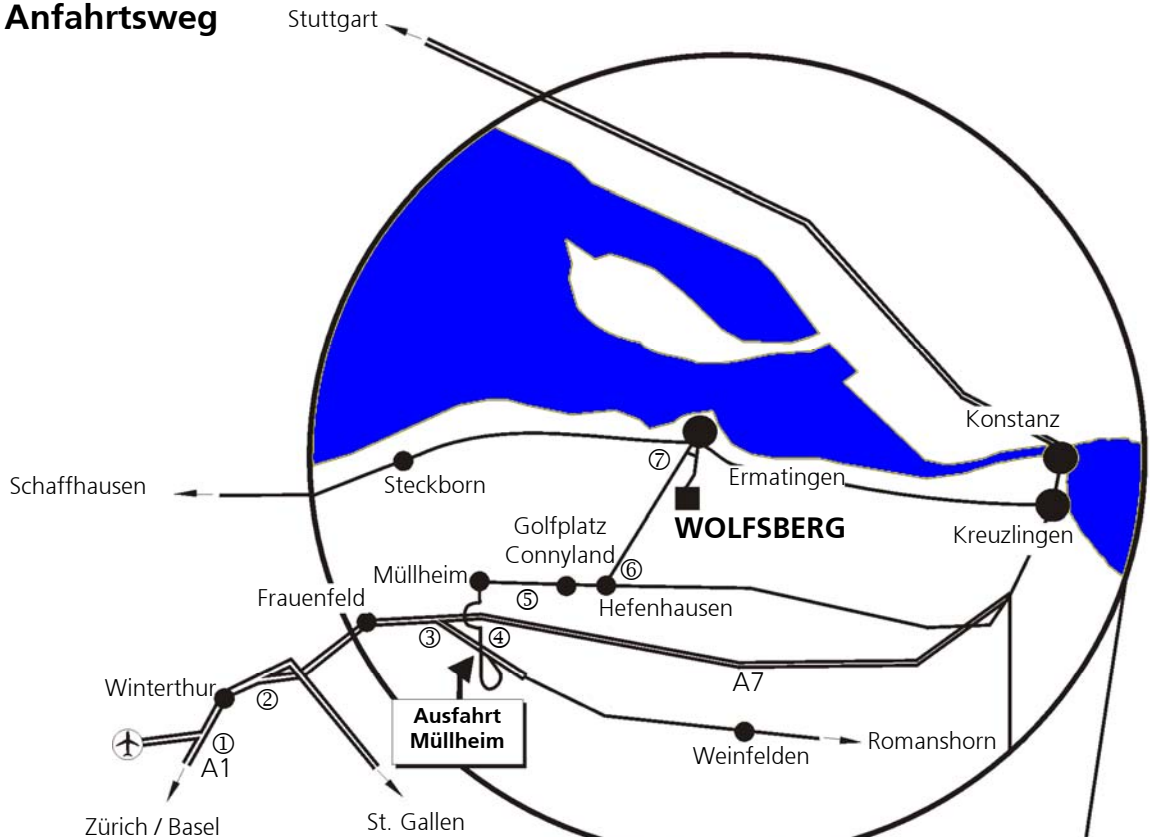 Anfahrtsweg
Stuttgart
Konstanz
Schaffhausen
Steckborn
⑦
Ermatingen
WOLFSBERG
Kreuzlingen
Golfplatz
Connyland
Müllheim
⑤
⑥
Hefenhausen
Frauenfeld
③
④
A7
Winterthur
②
Ausfahrt
Müllheim
①
A1
Weinfelden
Romanshorn
Zürich / Basel
St. Gallen